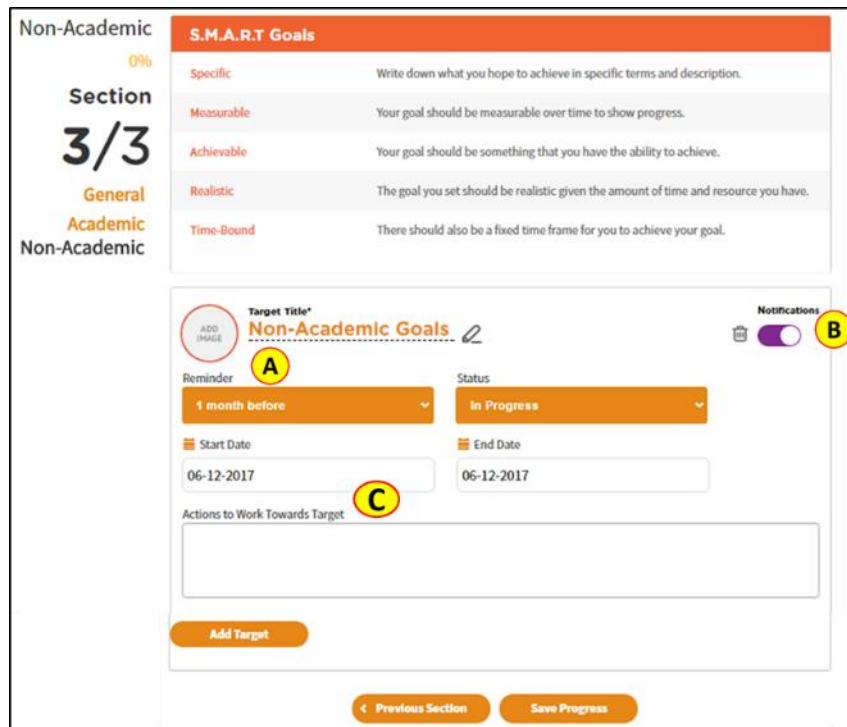 Non-Academic
0%
Section
3/3
General
Academic
Non-Academic
S.M.A.R.T Goals
Specific Write down what you hope to achieve in specific terms and description.
Measurable Your goal should be measurable over time to show progress.
Achievable Your goal should be something that you have the ability to achieve.
Realistic The goal you set should be realistic given the amount of time and resource you have.
Time-Bound There should also be a fixed time frame for you to achieve your goal.
ADD
IMAGE
Target Title*
Non-Academic Goals
Notifications
B
A
Reminder Status
1 month before In Progress
Start Date End Date
06-12-2017 06-12-2017
C
Actions to Work Towards Target
Add Target
Previous Section Save Progress